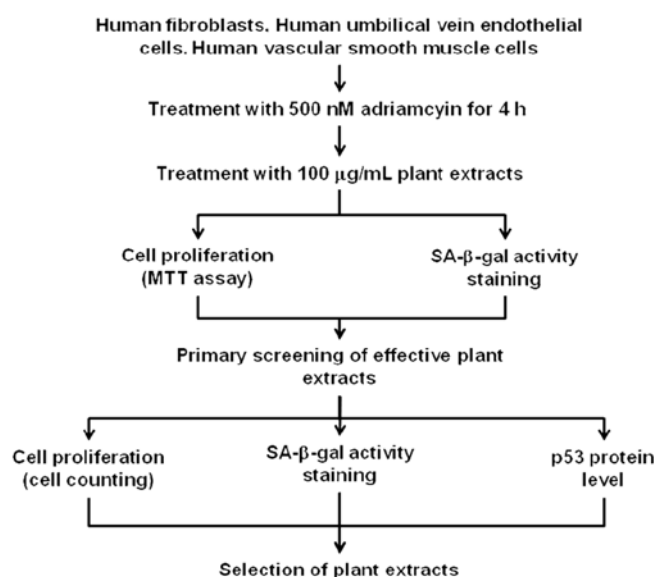 Human fibroblasts. Human umbilical vein endothelial
cells. Human vascular smooth muscle cells
Treatment with 500 nM adriamcyin for 4 h
Treatment with 100 μg/mL plant extracts
Cell proliferation
(MTT assay)
SA-β-gal activity
staining
Primary screening of effective plant
extracts
Cell proliferation
(cell counting)
SA-β-gal activity
staining
p53 protein
level
Selection of plant extracts